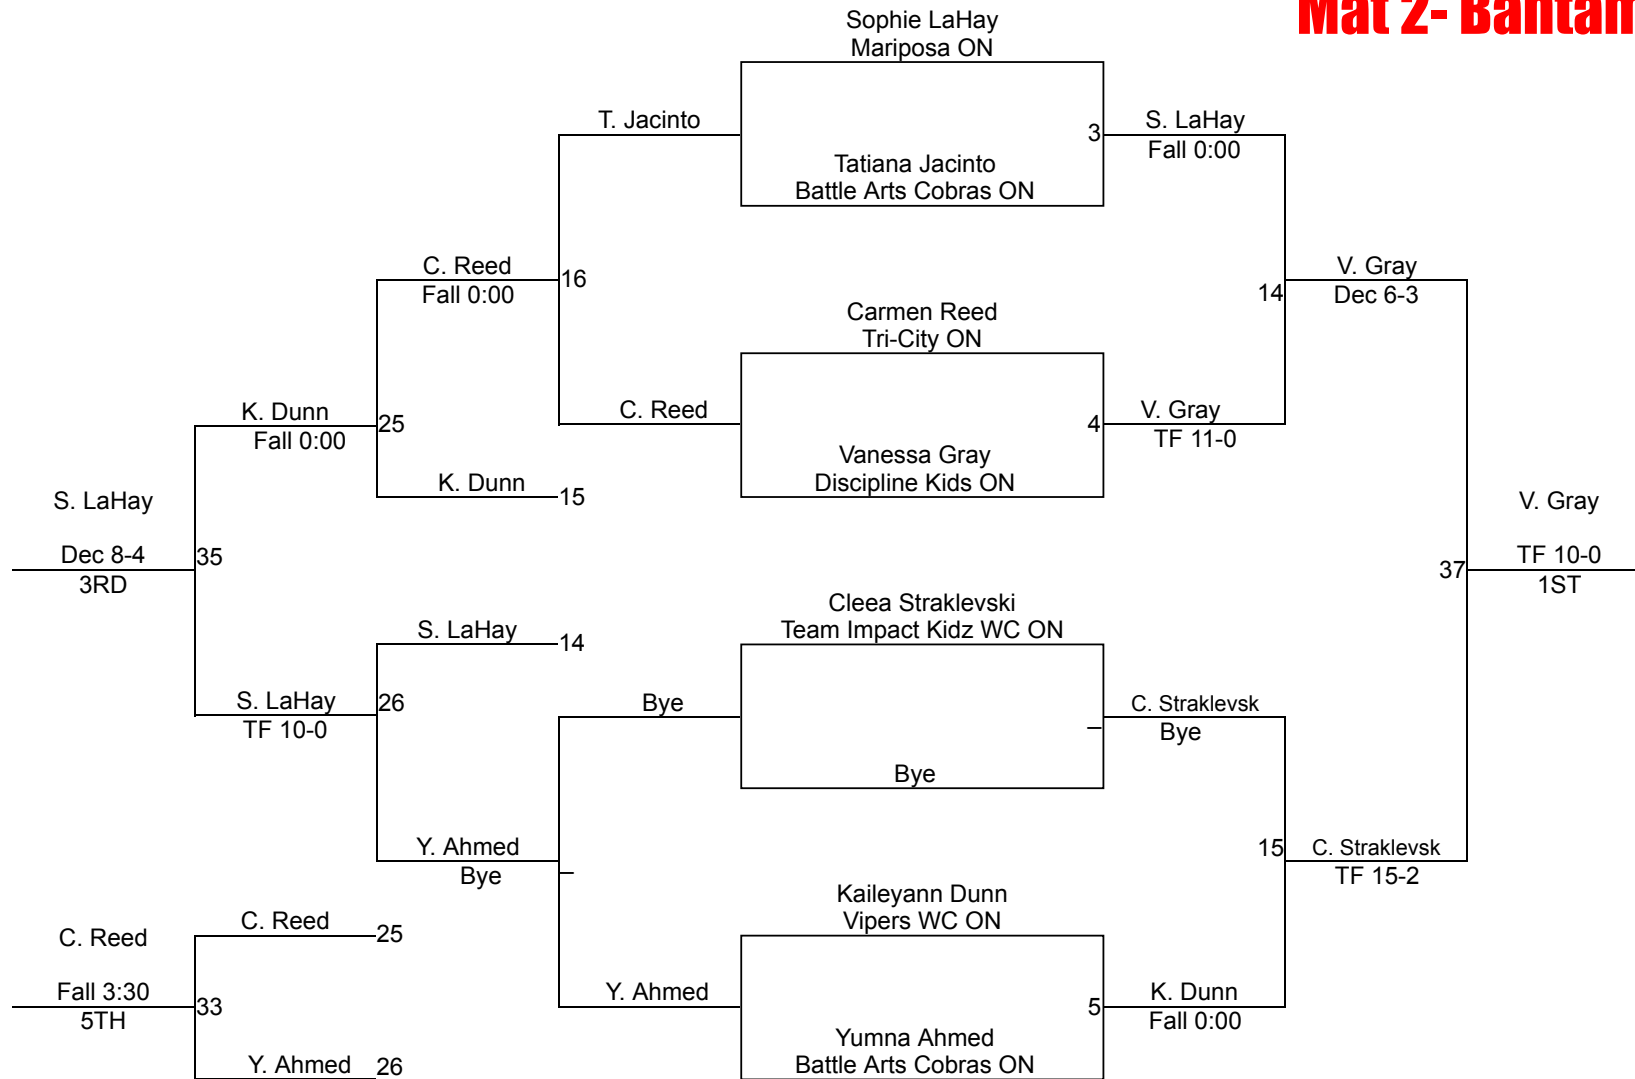 Mat 2- Bantam
Sophie LaHay
Mariposa ON
T. Jacinto
3
S. LaHay
Fall 0:00
Tatiana Jacinto
Battle Arts Cobras ON
C. Reed
Fall 0:00
16
14
V. Gray
Dec 6-3
Carmen Reed
Tri-City ON
K. Dunn
Fall 0:00
25
C. Reed
4
V. Gray
TF 11-0
Vanessa Gray
Discipline Kids ON
K. Dunn
15
S. LaHay
Dec 8-4
3RD
35
V. Gray
TF 10-0
1ST
37
Cleea Straklevski
Team Impact Kidz WC ON
S. LaHay
14
S. LaHay
TF 10-0
26
Bye
–
C. Straklevsk
Bye
Bye
Y. Ahmed
Bye
–
15
C. Straklevsk
TF 15-2
Kaileyann Dunn
Vipers WC ON
C. Reed
25
C. Reed
Fall 3:30
5TH
33
Y. Ahmed
5
K. Dunn
Fall 0:00
Yumna Ahmed
Battle Arts Cobras ON
Y. Ahmed
26